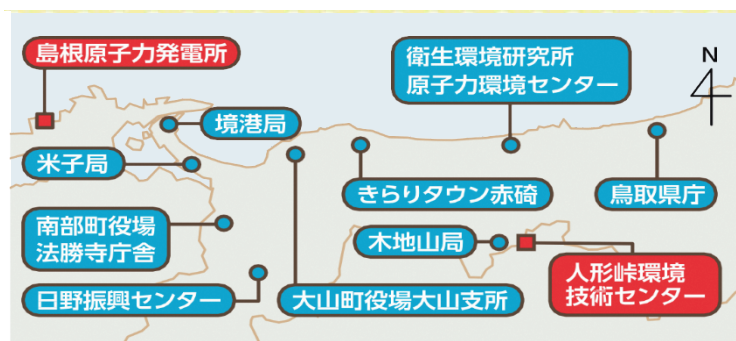 島根原子力発電所
衛生環境研究所
原子力環境センター
N
境港局
米子局
きらりタウン赤碕
鳥取県庁
南部町役場
法勝寺庁舎
木地山局
人形峠環境
技術センター
日野振興センター
大山町役場大山支所